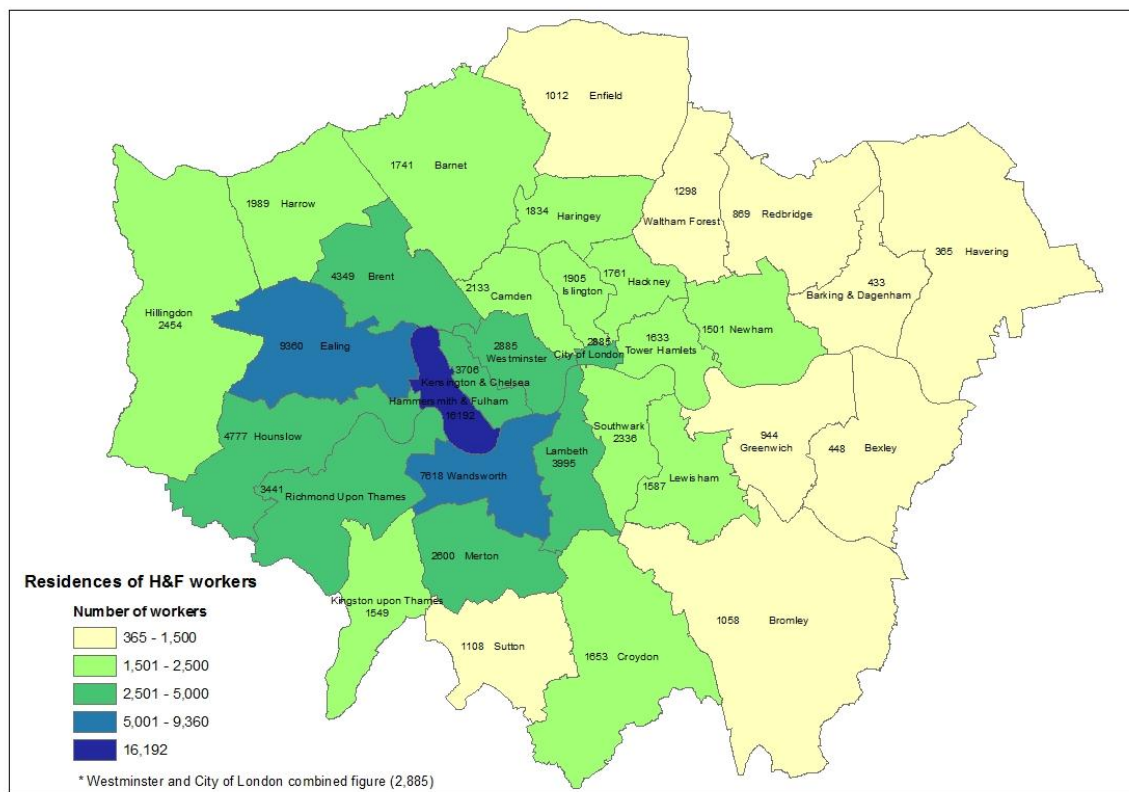 1012 Enfield
1741 Barnet
1298
Waltham Forest
869 Redbridge
1989 Harrow
1834
Haringey
365 Havering
4349 Brent
2133
Camden
1905
Islington
1761
Hackney
433
Barking & Dagenham
Hillingdon
2454
1501 Newham
1633
Tower Hamlets
2885
City of London
2885
Westminster
9360 Ealing
3706
Kensington & Chelsea
Hammersmith & Fulham
16192
4777 Hounslow
Southwark
2336
944
Greenwich
448 Bexley
Lambeth
3995
7618 Wandsworth
1587 Lewisham
3441
Richmond Upon Thames
2600 Merton
Kingston upon Thames
1549
1108 Sutton
1653 Croydon
1058 Bromley
Residences of H&F workers
Number of workers
365 - 1,500
1,501 - 2,500
2,501 - 5,000
5,001 - 9,360
16,192
* Westminster and City of London combined figure (2,885)